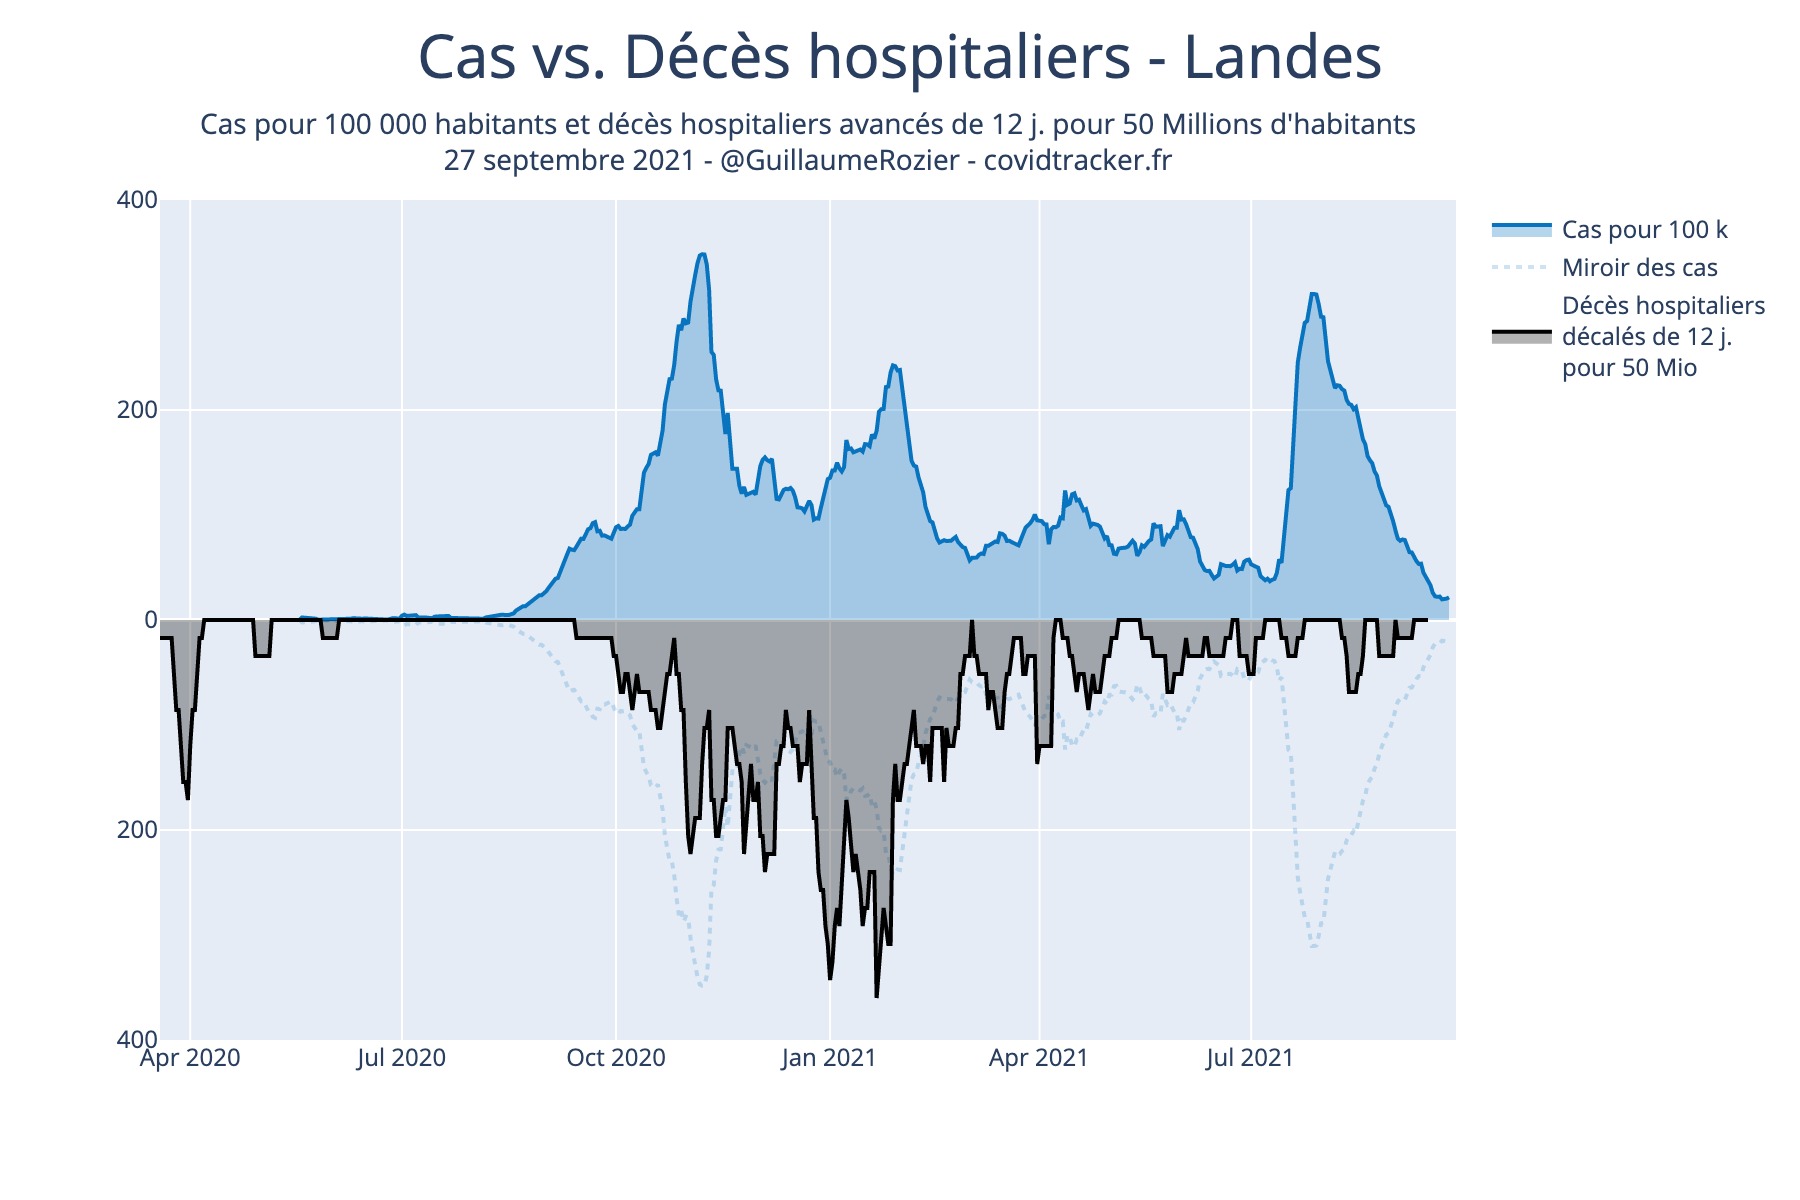 Cas vs. Décès hospitaliers - Landes
Cas pour 100 000 habitants et décès hospitaliers avancés de 12 j. pour 50 Millions d'habitants
27 septembre 2021 - @GuillaumeRozier - covidtracker.fr
400
200
0
200
400
Apr 2020
Jul 2020
Oct 2020
Jan 2021
Apr 2021
Jul 2021
Cas pour 100 k
Miroir des cas
Décès hospitaliers
décalés de 12 j.
pour 50 Mio